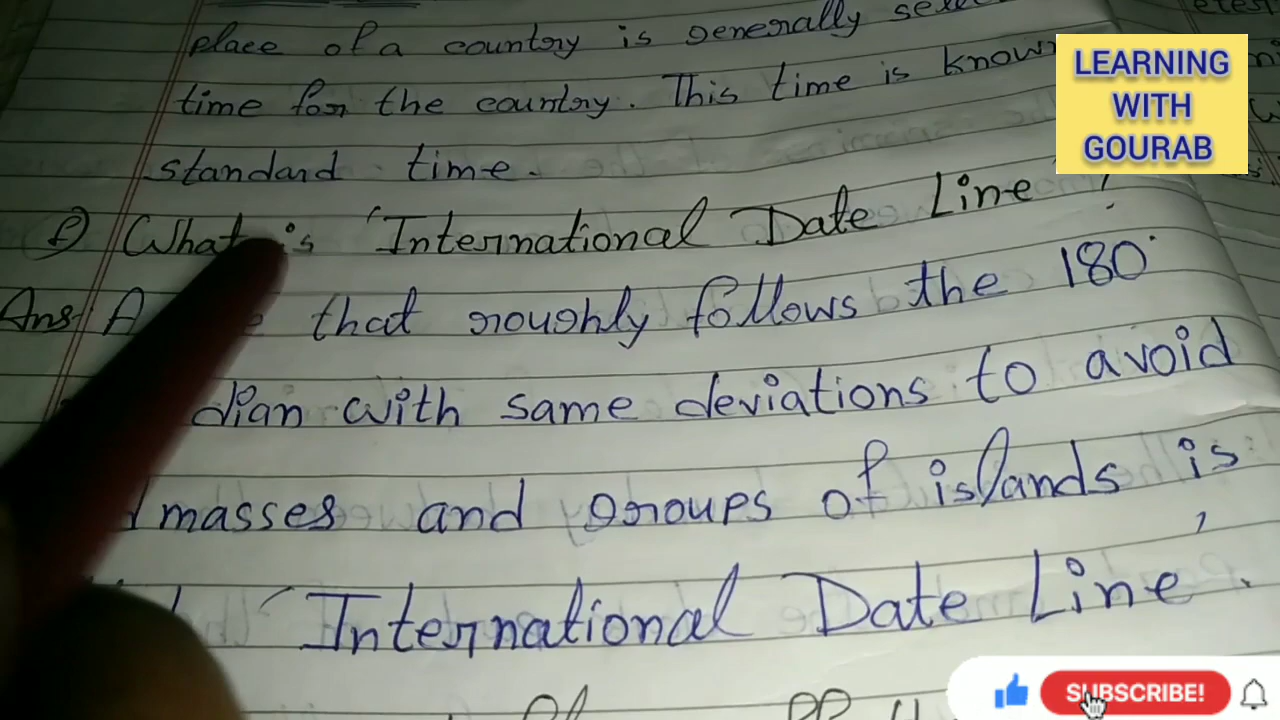 place of a country is generally
time for the country. This time is
standard time.
f) What is 'International Date Line'?
Ans: A that roughly follows the 180°
dian with same deviations to avoid
masses and groups of islands is
'International Date Line'.
LEARNING
WITH
GOURAB
SUBSCRIBE!